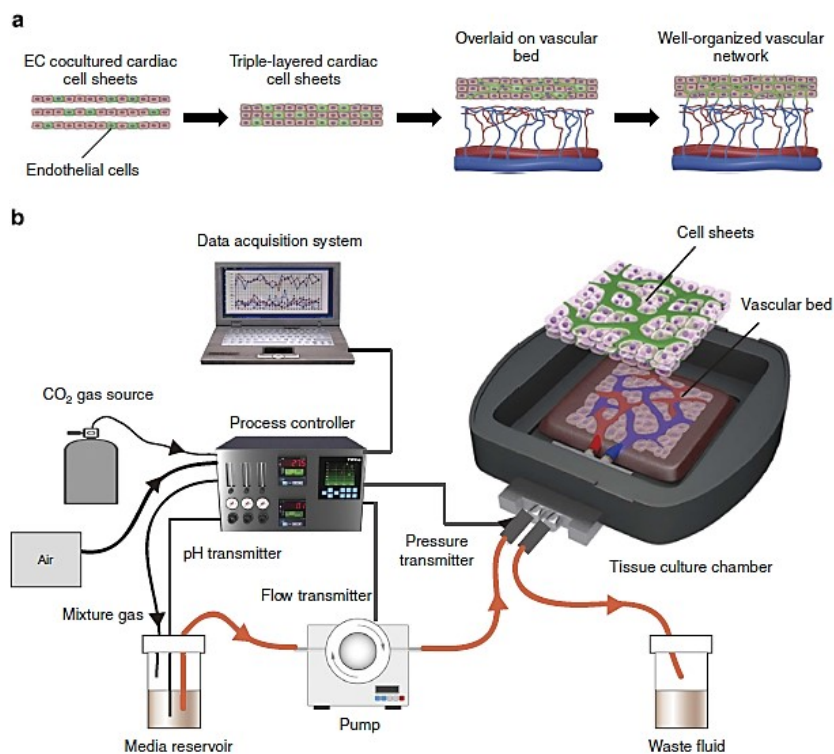 a
EC cocultured cardiac
cell sheets
Triple-layered cardiac
cell sheets
Overlaid on vascular
bed
Well-organized vascular
network
Endothelial cells
b
Data acquisition system
Cell sheets
Vascular bed
CO₂ gas source
Process controller
Air
pH transmitter
Pressure
transmitter
Tissue culture chamber
Mixture gas
Flow transmitter
Media reservoir
Pump
Waste fluid